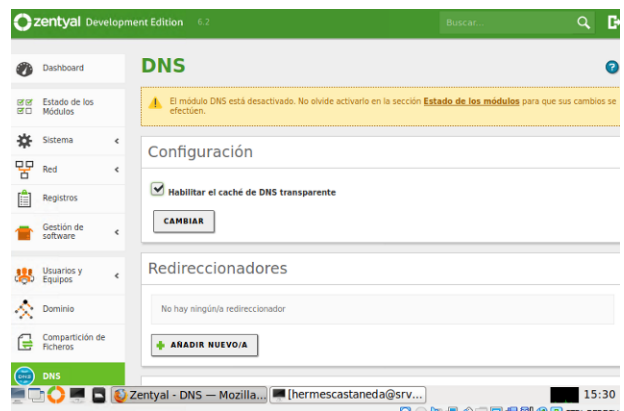 zentyal Development Edition 6.2
Buscar...
Dashboard
Estado de los
Módulos
Sistema
Red
Registros
Gestión de
software
Usuarios y
Equipos
Dominio
Compartición de
Ficheros
DNS
DNS
El módulo DNS está desactivado. No olvide activarlo en la sección Estado de los módulos para que sus cambios se
efectúen.
Configuración
Habilitar el caché de DNS transparente
CAMBIAR
Redireccionadores
No hay ningún/a redireccionador
AÑADIR NUEVO/A
Zentyal - DNS — Mozilla...
[hermescastaneda@srv...
15:30